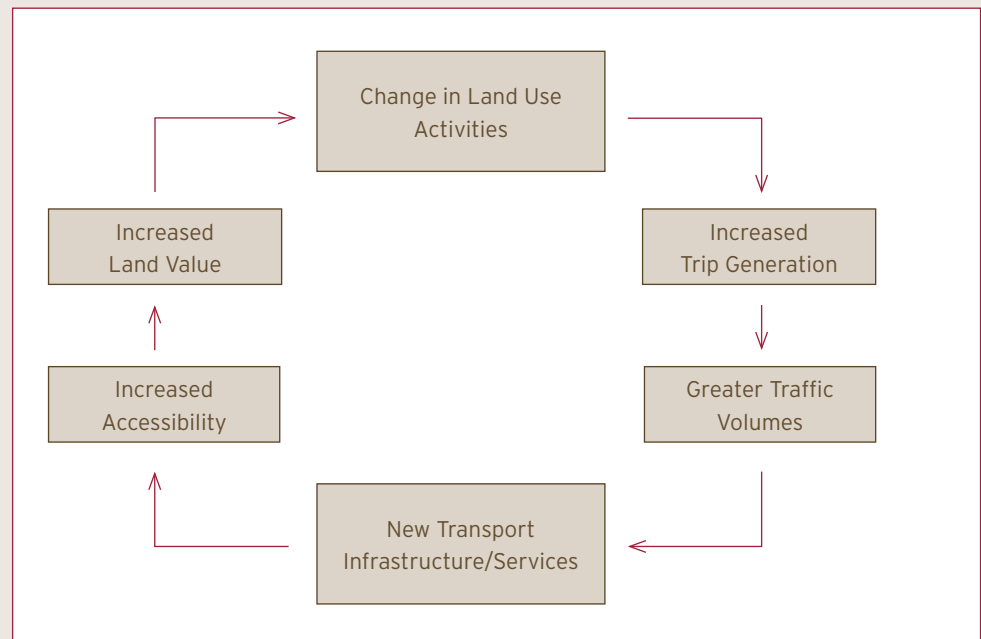 Change in Land Use
Activities
Increased
Trip Generation
Greater Traffic
Volumes
New Transport
Infrastructure/Services
Increased
Accessibility
Increased
Land Value